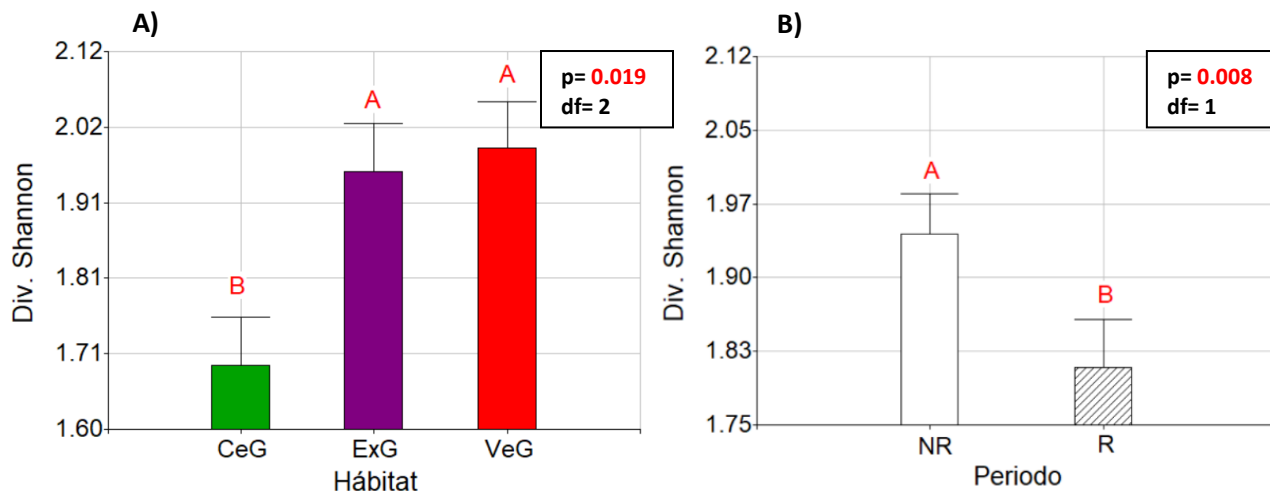 A)
p= 0.019
df= 2
Div. Shannon
2.12
2.02
1.91
1.81
1.71
1.60
B
A
A
CeG
ExG
VeG
Hábitat
B)
p= 0.008
df= 1
Div. Shannon
2.12
2.05
1.97
1.90
1.83
1.75
A
B
NR
R
Periodo